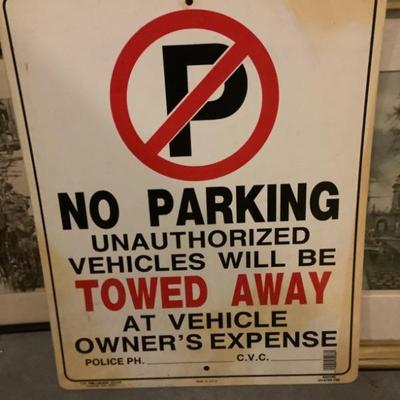 P
NO PARKING
UNAUTHORIZED
VEHICLES WILL BE
TOWED AWAY
AT VEHICLE
OWNER'S EXPENSE
POLICE PH. C.V.C.